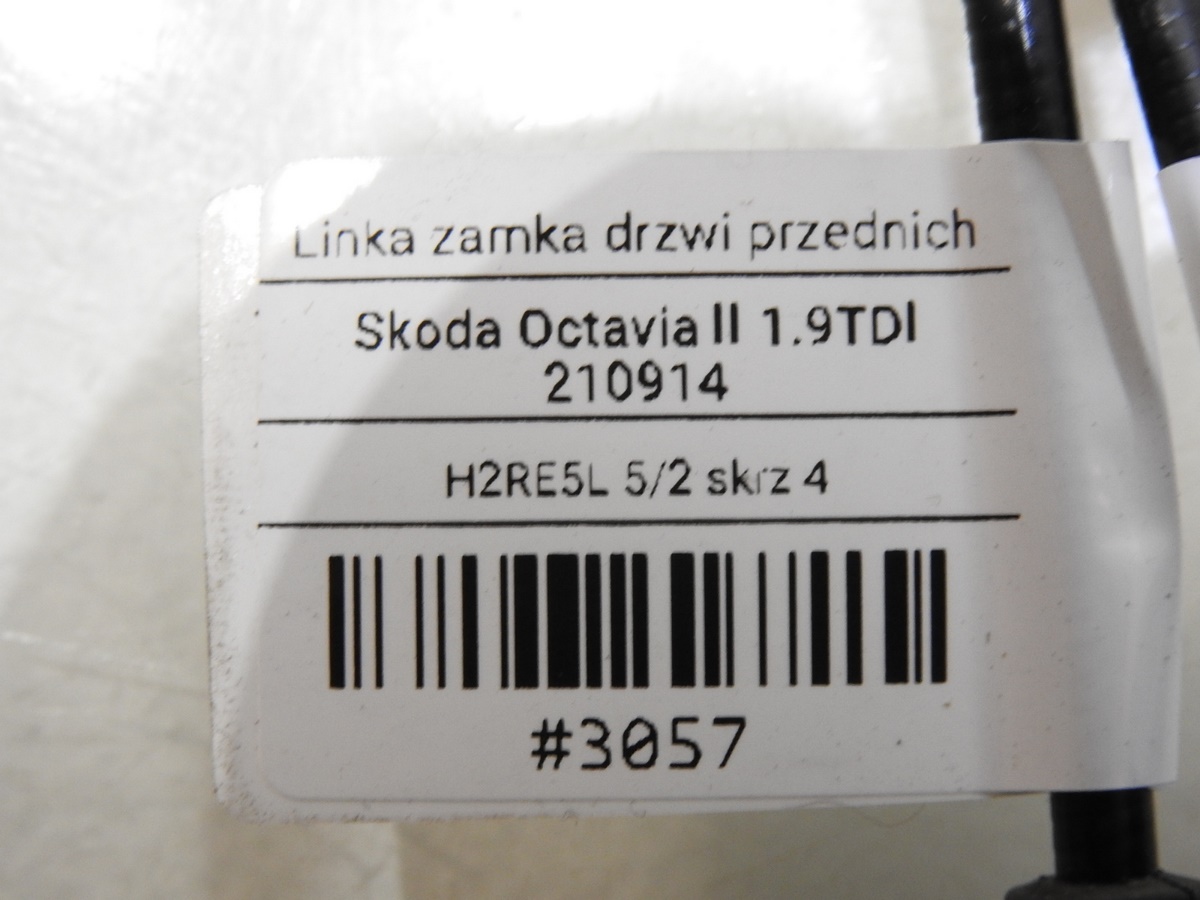 Linka zamka drzwi przednich
Skoda Octavia II 1.9TDI
210914
H2RE5L 5/2 skrz 4
#3057